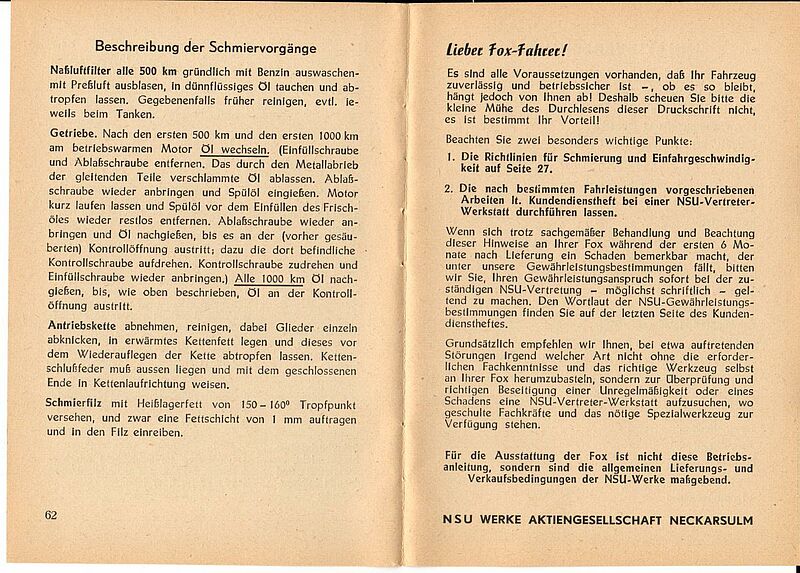 Beschreibung der Schmiervorgänge
Naßluftfilter alle 500 km gründlich mit Benzin auswaschen-
mit Preßluft ausblasen, in dünnflüssiges Öl tauchen und ab-
tropfen lassen. Gegebenenfalls früher reinigen, evtl. je-
weils beim Tanken.
Getriebe. Nach den ersten 500 km und den ersten 1000 km
am betriebswarmen Motor Öl wechseln. (Einfüllschraube
und Ablaßschraube entfernen. Das durch den Metallabrieb
der gleitenden Teile verschlammte Öl ablassen. Ablaß-
schraube wieder anbringen und Spülöl eingießen. Motor
kurz laufen lassen und Spülöl vor dem Einfüllen des Frisch-
öles wieder restlos entfernen. Ablaßschraube wieder an-
bringen und Öl nachgießen, bis es an der (vorher gesäu-
berten) Kontrollöffnung austritt; dazu die dort befindliche
Kontrollschraube aufdrehen. Kontrollschraube zudrehen und
Einfüllschraube wieder anbringen.) Alle 1000 km Öl nach-
gießen, bis, wie oben beschrieben, Öl an der Kontroll-
öffnung austritt.
Antriebskette abnehmen, reinigen, dabei Glieder einzeln
abknicken, in erwärmtes Kettenfett legen und dieses vor
dem Wiederauflegen der Kette abtropfen lassen. Ketten-
schlußfeder muß aussen liegen und mit dem geschlossenen
Ende in Kettenlaufrichtung weisen.
Schmierfilz mit Heißlagerfett von 150–160° Tropfpunkt
versehen, und zwar eine Fettschicht von 1 mm auftragen
und in den Filz einreiben.
62
Lieber Fox-Fahrer!
Es sind alle Voraussetzungen vorhanden, daß Ihr Fahrzeug
zuverlässig und betriebssicher ist –, ob es so bleibt,
hängt jedoch von Ihnen ab! Deshalb scheuen Sie bitte die
kleine Mühe des Durchlesens dieser Druckschrift nicht,
es ist bestimmt Ihr Vorteil!
Beachten Sie zwei besonders wichtige Punkte:
1. Die Richtlinien für Schmierung und Einfahrgeschwindig-
keit auf Seite 27.
2. Die nach bestimmten Fahrleistungen vorgeschriebenen
Arbeiten lt. Kundendienstheft bei einer NSU-Vertreter-
Werkstatt durchführen lassen.
Wenn sich trotz sachgemäßer Behandlung und Beachtung
dieser Hinweise an Ihrer Fox während der ersten 6 Mo-
nate nach Lieferung ein Schaden bemerkbar macht, der
unter unsere Gewährleistungsbestimmungen fällt, bitten
wir Sie, Ihren Gewährleistungsanspruch sofort bei der zu-
ständigen NSU-Vertretung – möglichst schriftlich – gel-
tend zu machen. Den Wortlaut der NSU-Gewährleistungs-
bestimmungen finden Sie auf der letzten Seite des Kunden-
dienstheftes.
Grundsätzlich empfehlen wir Ihnen, bei etwa auftretenden
Störungen irgend welcher Art nicht ohne die erforder-
lichen Fachkenntnisse und das richtige Werkzeug selbst
an Ihrer Fox herumzubasteln, sondern zur Überprüfung und
richtigen Beseitigung einer Unregelmäßigkeit oder eines
Schadens eine NSU-Vertreter-Werkstatt aufzusuchen, wo
geschulte Fachkräfte und das nötige Spezialwerkzeug zur
Verfügung stehen.
Für die Ausstattung der Fox ist nicht diese Betriebs-
anleitung, sondern sind die allgemeinen Lieferungs- und
Verkaufsbedingungen der NSU-Werke maßgebend.
NSU WERKE AKTIENGESELLSCHAFT NECKARSULM